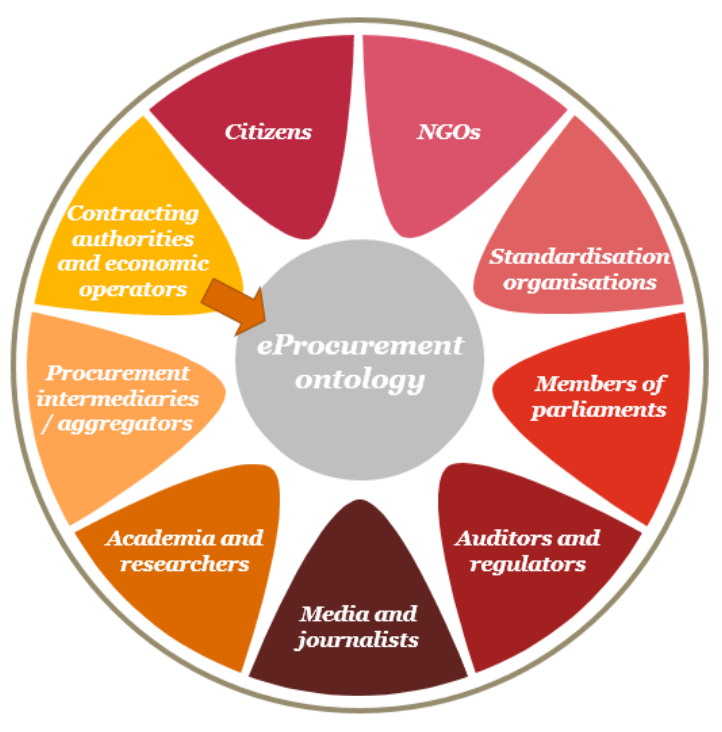 Citizens
NGOs
Standardisation
organisations
Members of
parliaments
Auditors and
regulators
Media and
journalists
Academia and
researchers
Procurement
intermediaries
/ aggregators
Contracting
authorities
and economic
operators
eProcurement
ontology